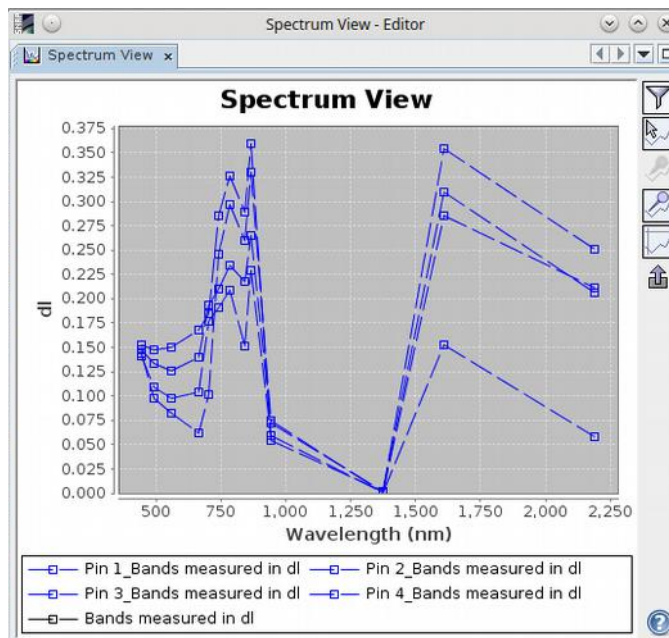 Spectrum View - Editor
Spectrum View
Spectrum View
0.375
0.350
0.325
0.300
0.275
0.250
0.225
0.200
0.175
0.150
0.125
0.100
0.075
0.050
0.025
0.000
dl
500 750 1,000 1,250 1,500 1,750 2,000 2,250
Wavelength (nm)
Pin 1_Bands measured in dl Pin 2_Bands measured in dl
Pin 3_Bands measured in dl Pin 4_Bands measured in dl
Bands measured in dl